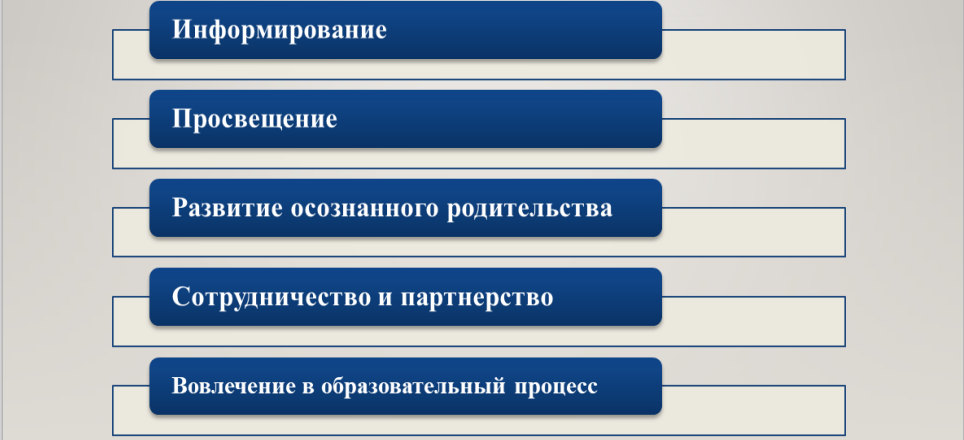 Информирование
Просвещение
Развитие осознанного родительства
Сотрудничество и партнерство
Вовлечение в образовательный процесс